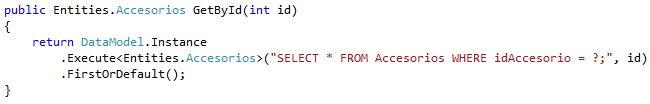 public Entities.Accesorios GetById(int id)
{
return DataModel.Instance
.Execute<Entities.Accesorios>("SELECT * FROM Accesorios WHERE idAccesorio = ?;", id)
.FirstOrDefault();
}